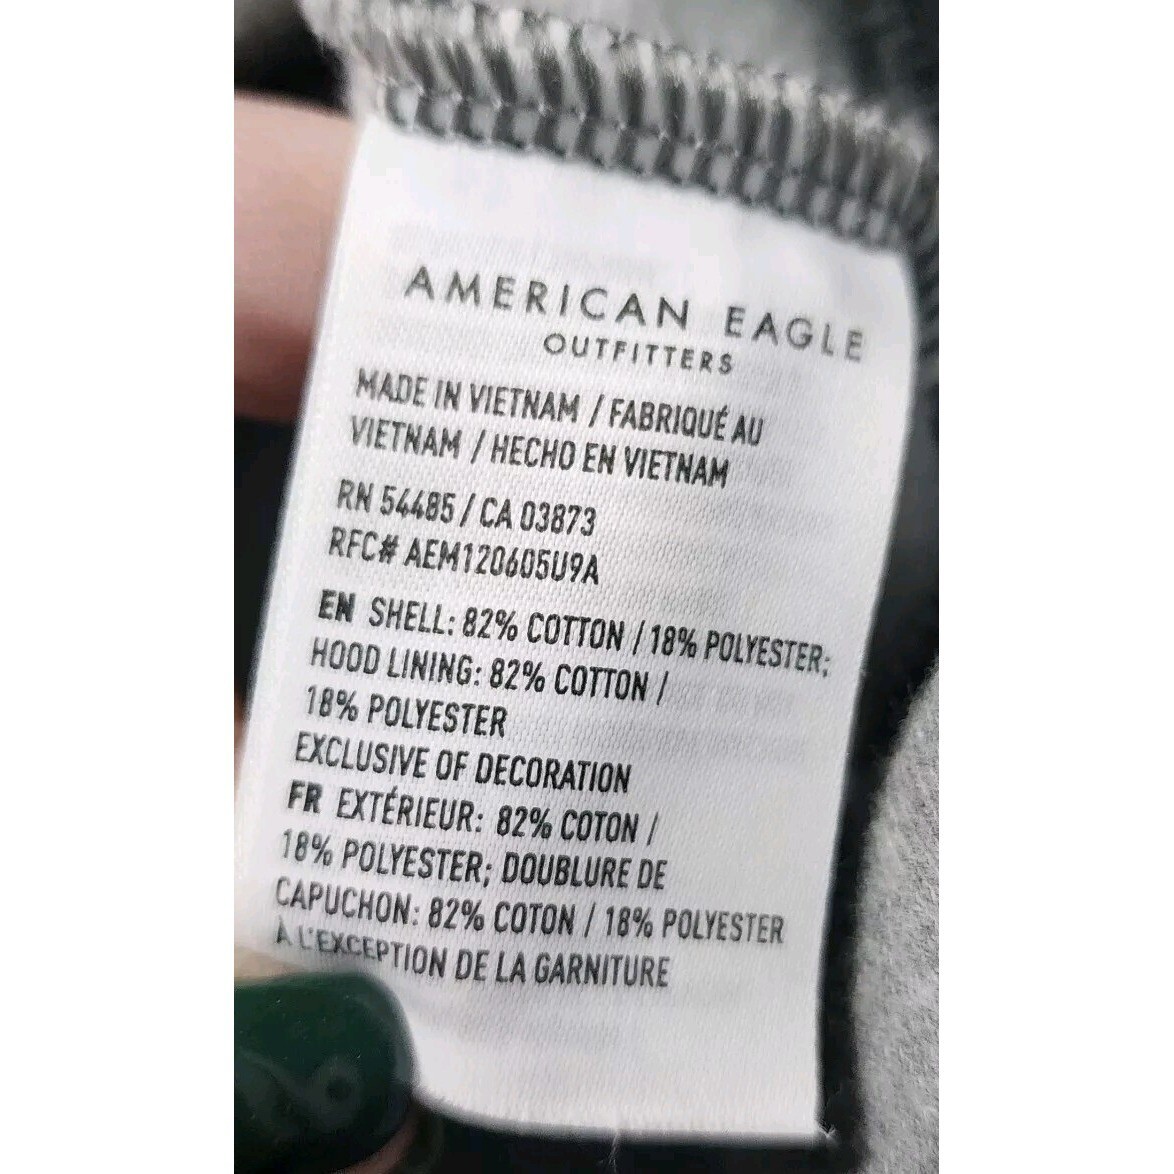 AMERICAN EAGLE
OUTFITTERS
MADE IN VIETNAM / FABRIQUÉ AU
VIETNAM / HECHO EN VIETNAM
RN 54485 / CA 03873
RFC# AEM120605U9A
EN SHELL: 82% COTTON / 18% POLYESTER;
HOOD LINING: 82% COTTON /
18% POLYESTER
EXCLUSIVE OF DECORATION
FR EXTÉRIEUR: 82% COTON /
18% POLYESTER; DOUBLURE DE
CAPUCHON: 82% COTON / 18% POLYESTER
À L'EXCEPTION DE LA GARNITURE